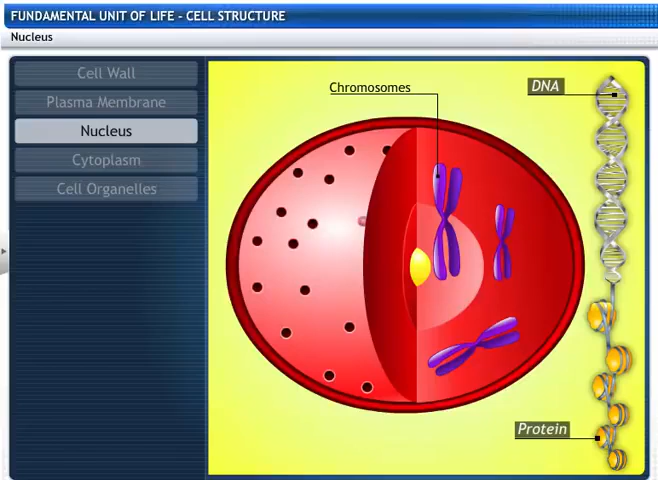 FUNDAMENTAL UNIT OF LIFE - CELL STRUCTURE
Nucleus
Cell Wall
Plasma Membrane
Nucleus
Cytoplasm
Cell Organelles
Chromosomes
DNA
Protein